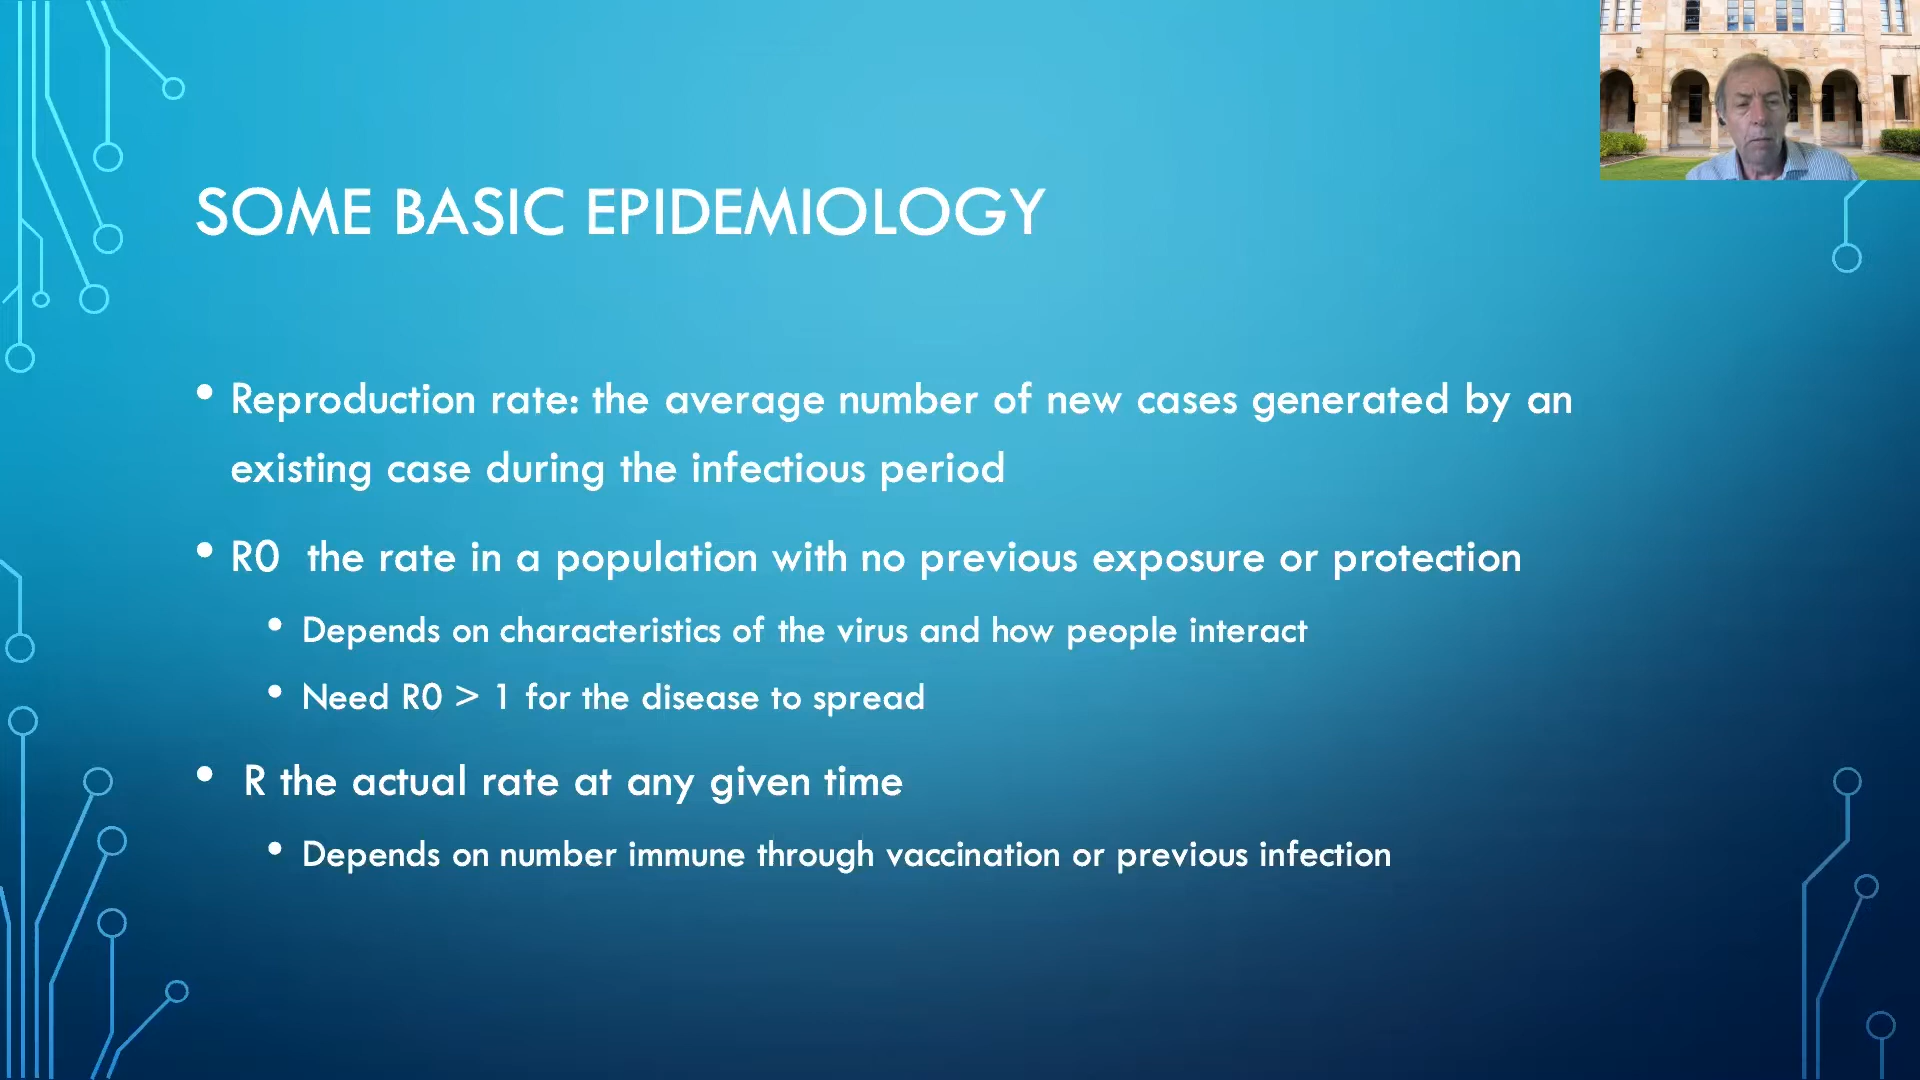 SOME BASIC EPIDEMIOLOGY
• Reproduction rate: the average number of new cases generated by an
existing case during the infectious period
• R0  the rate in a population with no previous exposure or protection
• Depends on characteristics of the virus and how people interact
• Need R0 > 1 for the disease to spread
• R the actual rate at any given time
• Depends on number immune through vaccination or previous infection